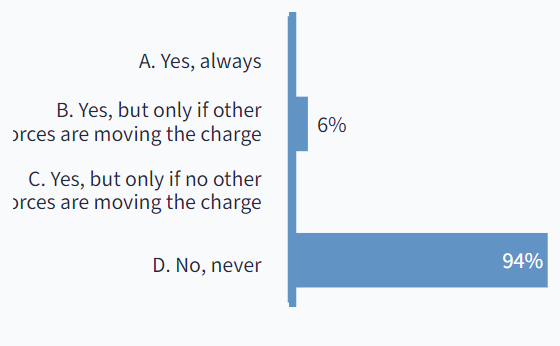 A. Yes, always
B. Yes, but only if other
orces are moving the charge
6%
C. Yes, but only if no other
orces are moving the charge
D. No, never
94%